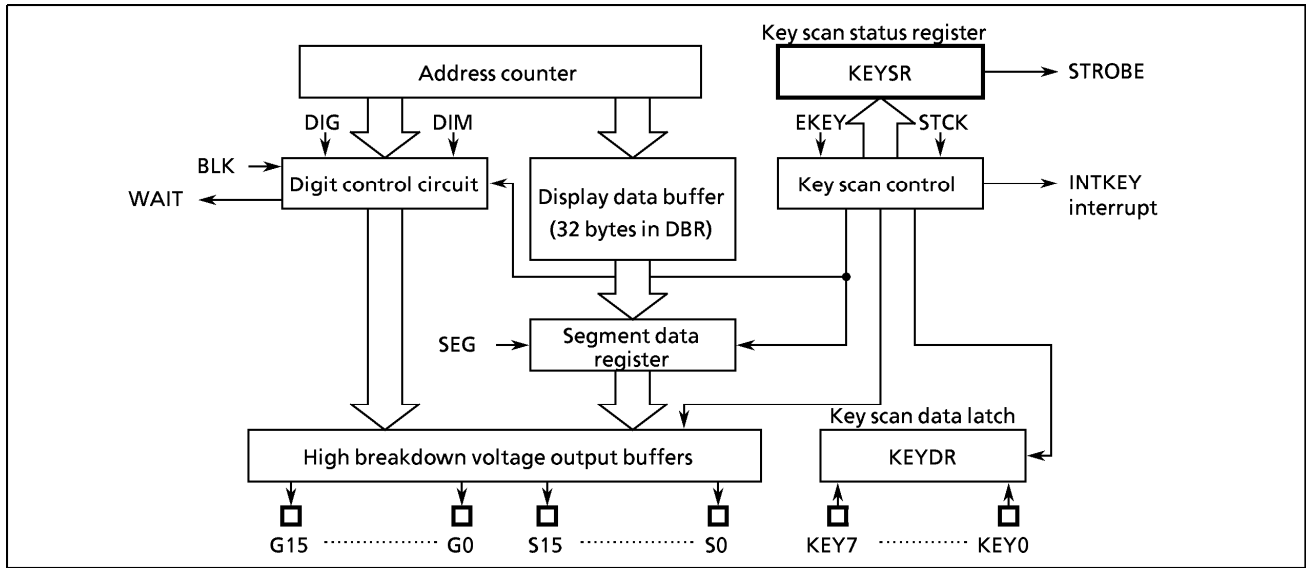 Key scan status register
Address counter
KEYSR
STROBE
DIG
DIM
EKEY
STCK
BLK
Digit control circuit
Display data buffer
(32 bytes in DBR)
Key scan control
INTKEY
interrupt
WAIT
SEG
Segment data
register
Key scan data latch
High breakdown voltage output buffers
KEYDR
G15 ·············· G0 S15 ·············· S0 KEY7 ·············· KEY0